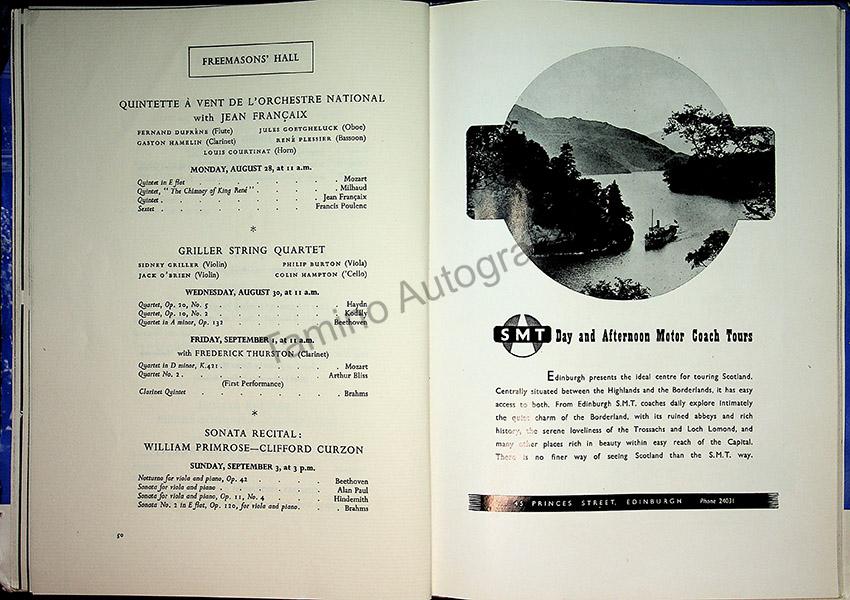 FREEMASONS' HALL
QUINTETTE À VENT DE L'ORCHESTRE NATIONAL
with JEAN FRANÇAIX
FERNAND DUFRÈNE (Flute) JULES GOETGHELUCK (Oboe)
GASTON HAMELIN (Clarinet) RENÉ PLESSIER (Bassoon)
LOUIS COURTINAT (Horn)
MONDAY, AUGUST 28, at 11 a.m.
Quintet in E flat . . . . . . . Mozart
Quintet, "The Chimney of King René" . . . . . Milhaud
Quintet . . . . . . . . Jean Françaix
Sextet . . . . . . . . Francis Poulenc
*
GRILLER STRING QUARTET
SIDNEY GRILLER (Violin) PHILIP BURTON (Viola)
JACK O'BRIEN (Violin) COLIN HAMPTON ('Cello)
WEDNESDAY, AUGUST 30, at 11 a.m.
Quartet, Op. 20, No. 5 . . . . . . Haydn
Quartet, Op. 10, No. 2 . . . . . . Kodály
Quartet in A minor, Op. 132 . . . . . Beethoven
FRIDAY, SEPTEMBER 1, at 11 a.m.
with FREDERICK THURSTON (Clarinet)
Quartet in D minor, K.421 . . . . . . Mozart
Quartet No. 2 . . . . . . . Arthur Bliss
(First Performance)
Clarinet Quintet . . . . . . . Brahms
*
SONATA RECITAL:
WILLIAM PRIMROSE—CLIFFORD CURZON
SUNDAY, SEPTEMBER 3, at 3 p.m.
Notturno for viola and piano, Op. 42 . . . . Beethoven
Sonata for viola and piano . . . . . . Alan Paul
Sonata for viola and piano, Op. 11, No. 4 . . . . Hindemith
Sonata No. 2 in E flat, Op. 120, for viola and piano . . . Brahms
50
Tamino Autogra
SMT Day and Afternoon Motor Coach Tours
Edinburgh presents the ideal centre for touring Scotland.
Centrally situated between the Highlands and the Borderlands, it has easy
access to both. From Edinburgh S.M.T. coaches daily explore intimately
the quiet charm of the Borderland, with its ruined abbeys and rich
history, the serene loveliness of the Trossachs and Loch Lomond, and
many other places rich in beauty within easy reach of the Capital.
There is no finer way of seeing Scotland than the S.M.T. way.
45 PRINCES STREET, EDINBURGH Phone 24031